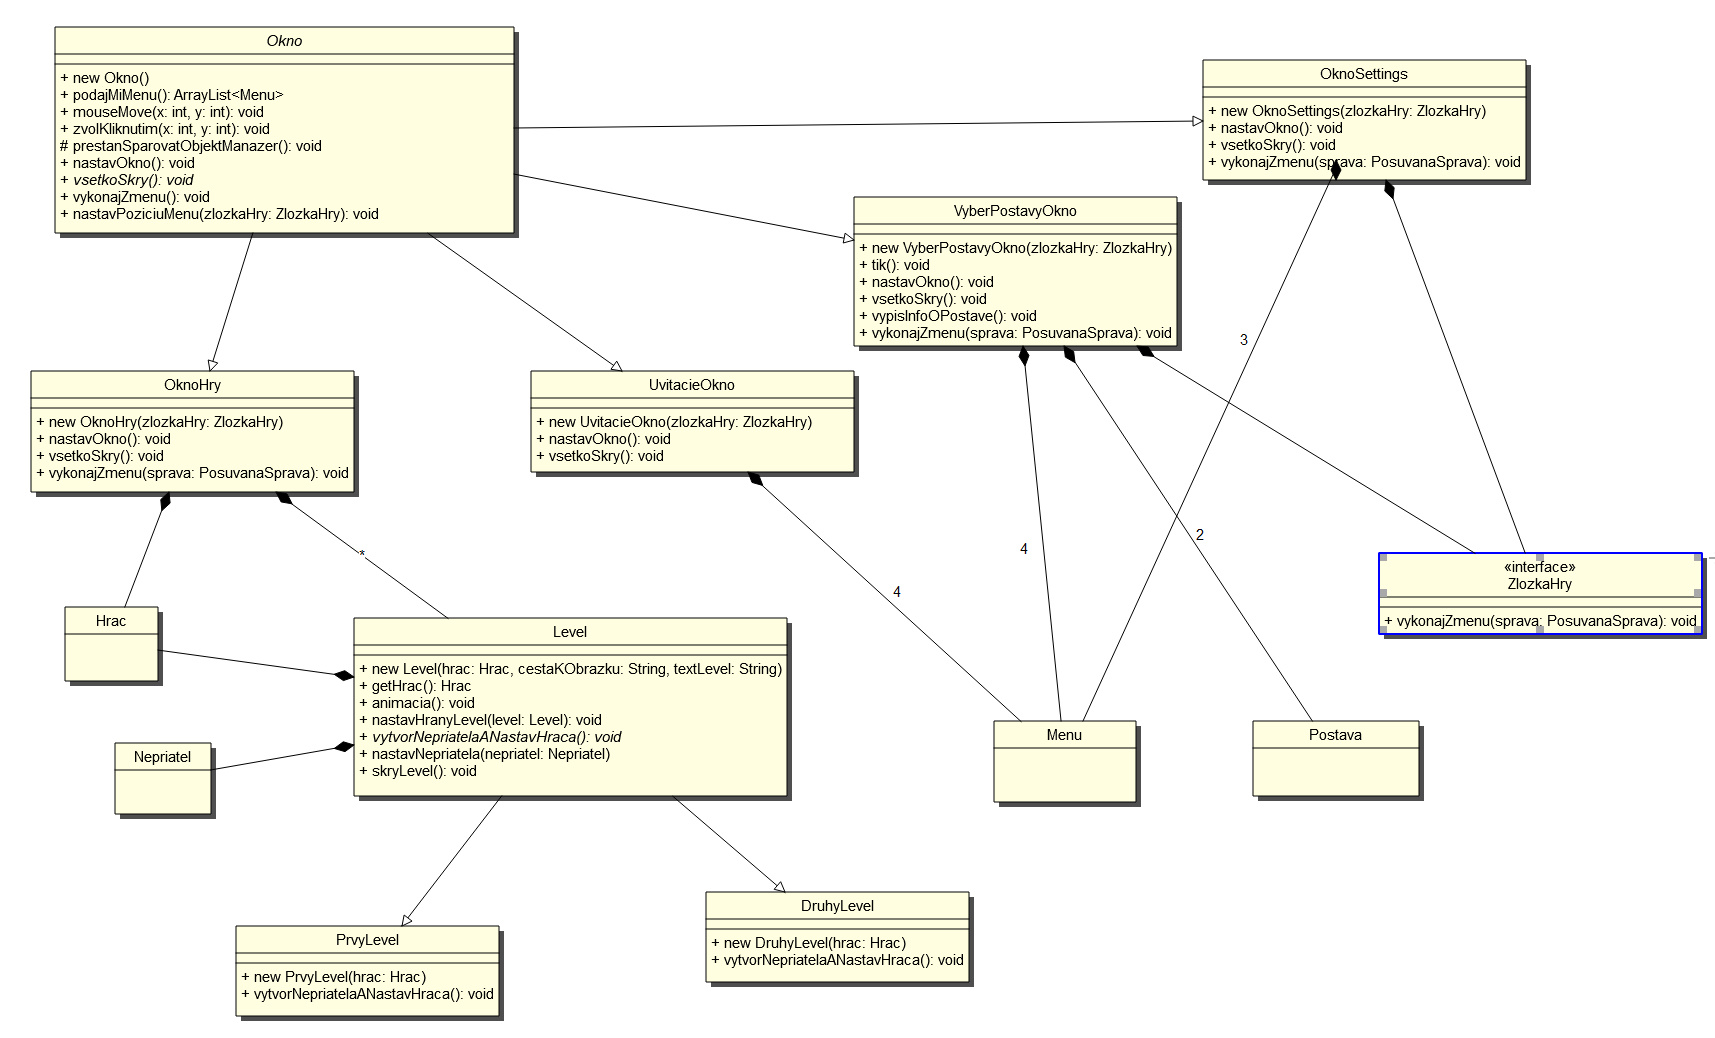 Okno
+ new Okno()
+ podajMiMenu(): ArrayList<Menu>
+ mouseMove(x: int, y: int): void
+ zvolKliknutim(x: int, y: int): void
# prestanSparovatObjektManazer(): void
+ nastavOkno(): void
+ vsetkoSkry(): void
+ vykonajZmenu(): void
+ nastavPoziciuMenu(zlozkaHry: ZlozkaHry): void
OknoSettings
+ new OknoSettings(zlozkaHry: ZlozkaHry)
+ nastavOkno(): void
+ vsetkoSkry(): void
+ vykonajZmenu(sprava: PosuvanaSprava): void
VyberPostavyOkno
+ new VyberPostavyOkno(zlozkaHry: ZlozkaHry)
+ tik(): void
+ nastavOkno(): void
+ vsetkoSkry(): void
+ vypisInfoOPostave(): void
+ vykonajZmenu(sprava: PosuvanaSprava): void
3
OknoHry
+ new OknoHry(zlozkaHry: ZlozkaHry)
+ nastavOkno(): void
+ vsetkoSkry(): void
+ vykonajZmenu(sprava: PosuvanaSprava): void
UvitacieOkno
+ new UvitacieOkno(zlozkaHry: ZlozkaHry)
+ nastavOkno(): void
+ vsetkoSkry(): void
*
4
2
4
«interface»
ZlozkaHry
+ vykonajZmenu(sprava: PosuvanaSprava): void
Hrac
Level
+ new Level(hrac: Hrac, cestaKObrazku: String, textLevel: String)
+ getHrac(): Hrac
+ animacia(): void
+ nastavHranyLevel(level: Level): void
+ vytvorNepriatelaANastavHraca(): void
+ nastavNepriatela(nepriatel: Nepriatel)
+ skryLevel(): void
Nepriatel
Menu
Postava
PrvyLevel
+ new PrvyLevel(hrac: Hrac)
+ vytvorNepriatelaANastavHraca(): void
DruhyLevel
+ new DruhyLevel(hrac: Hrac)
+ vytvorNepriatelaANastavHraca(): void